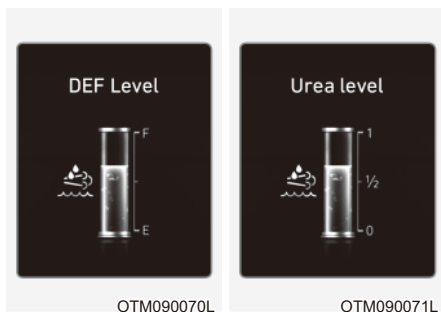 DEF Level
F
E
OTM090070L
Urea level
1
½
0
OTM090071L